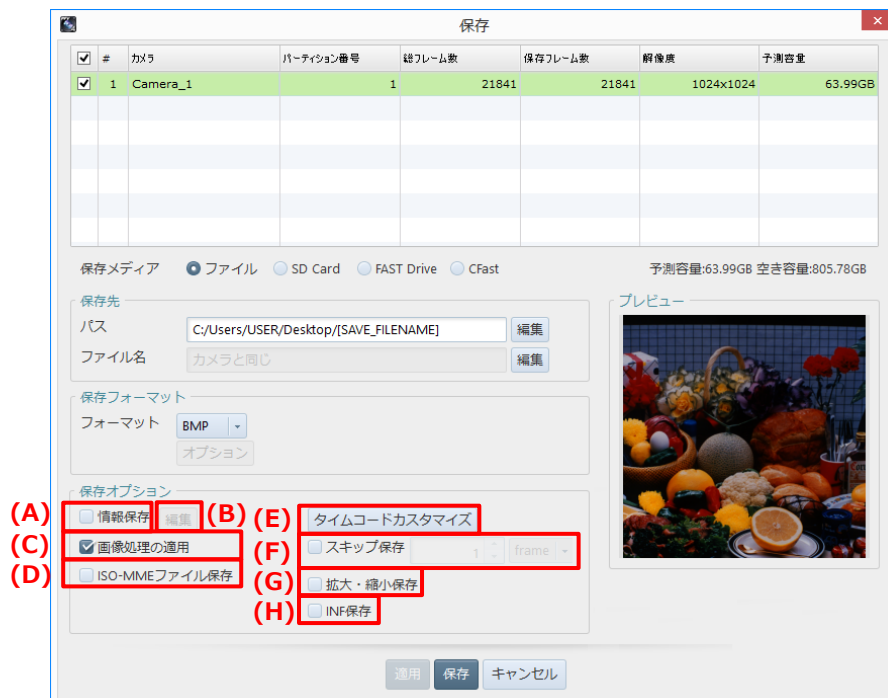 保存
# カメラ パーティション番号 総フレーム数 保存フレーム数 解像度 予測容量
1 Camera_1 1 21841 21841 1024x1024 63.99GB
保存メディア ファイル SD Card FAST Drive CFast 予測容量:63.99GB 空き容量:805.78GB
保存先
パス C:/Users/USER/Desktop/[SAVE_FILENAME] 編集
ファイル名 カメラと同じ 編集
プレビュー
保存フォーマット
フォーマット BMP
オプション
保存オプション
(A) 情報保存 編集 (B) (E) タイムコードカスタマイズ
(C) 画像処理の適用 (F) スキップ保存 1 frame
(D) ISO-MMEファイル保存 (G) 拡大・縮小保存
(H) INF保存
適用 保存 キャンセル